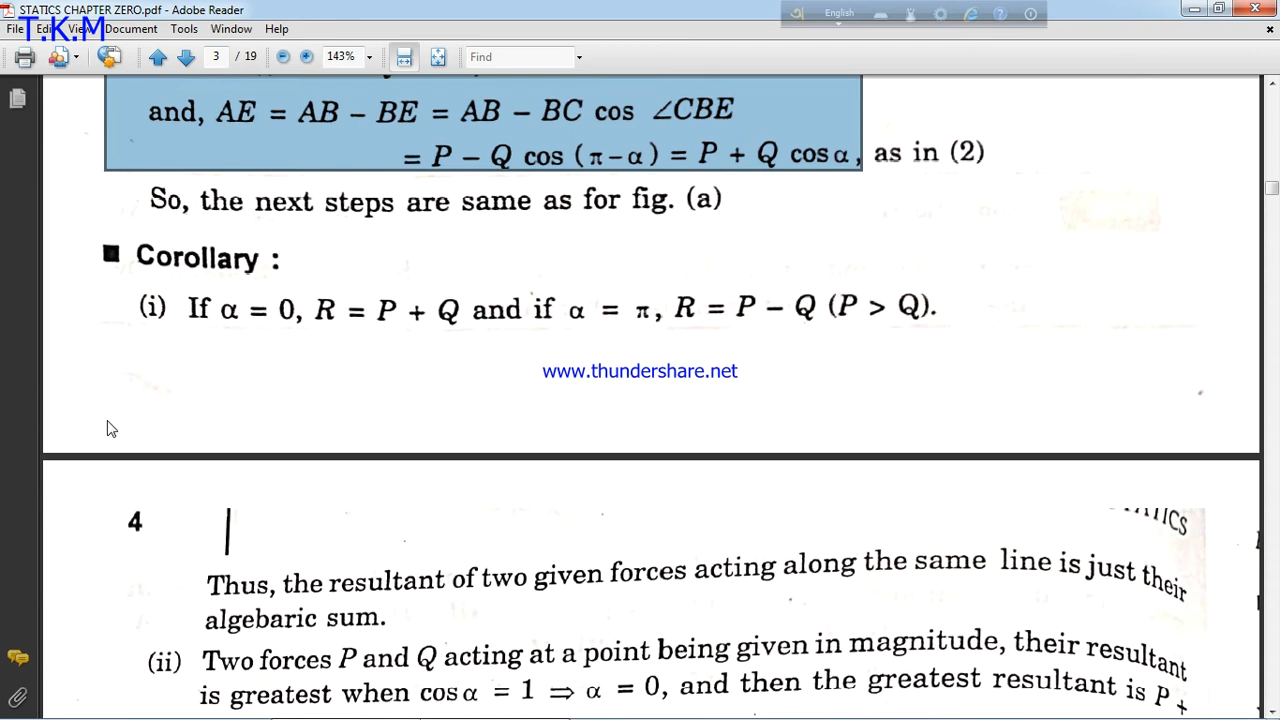 STATICS CHAPTER ZERO.pdf - Adobe Reader
English
File Edit View Document Tools Window Help
T.K.M
3 / 19 143% Find
and, AE = AB − BE = AB − BC cos ∠CBE
= P − Q cos (π−α) = P + Q cosα, as in (2)
So, the next steps are same as for fig. (a)
■ Corollary :
(i) If α = 0, R = P + Q and if α = π, R = P − Q (P > Q).
www.thundershare.net
4
Thus, the resultant of two given forces acting along the same line is just their
algebaric sum.
(ii) Two forces P and Q acting at a point being given in magnitude, their resultant
is greatest when cosα = 1 ⇒ α = 0, and then the greatest resultant is P +